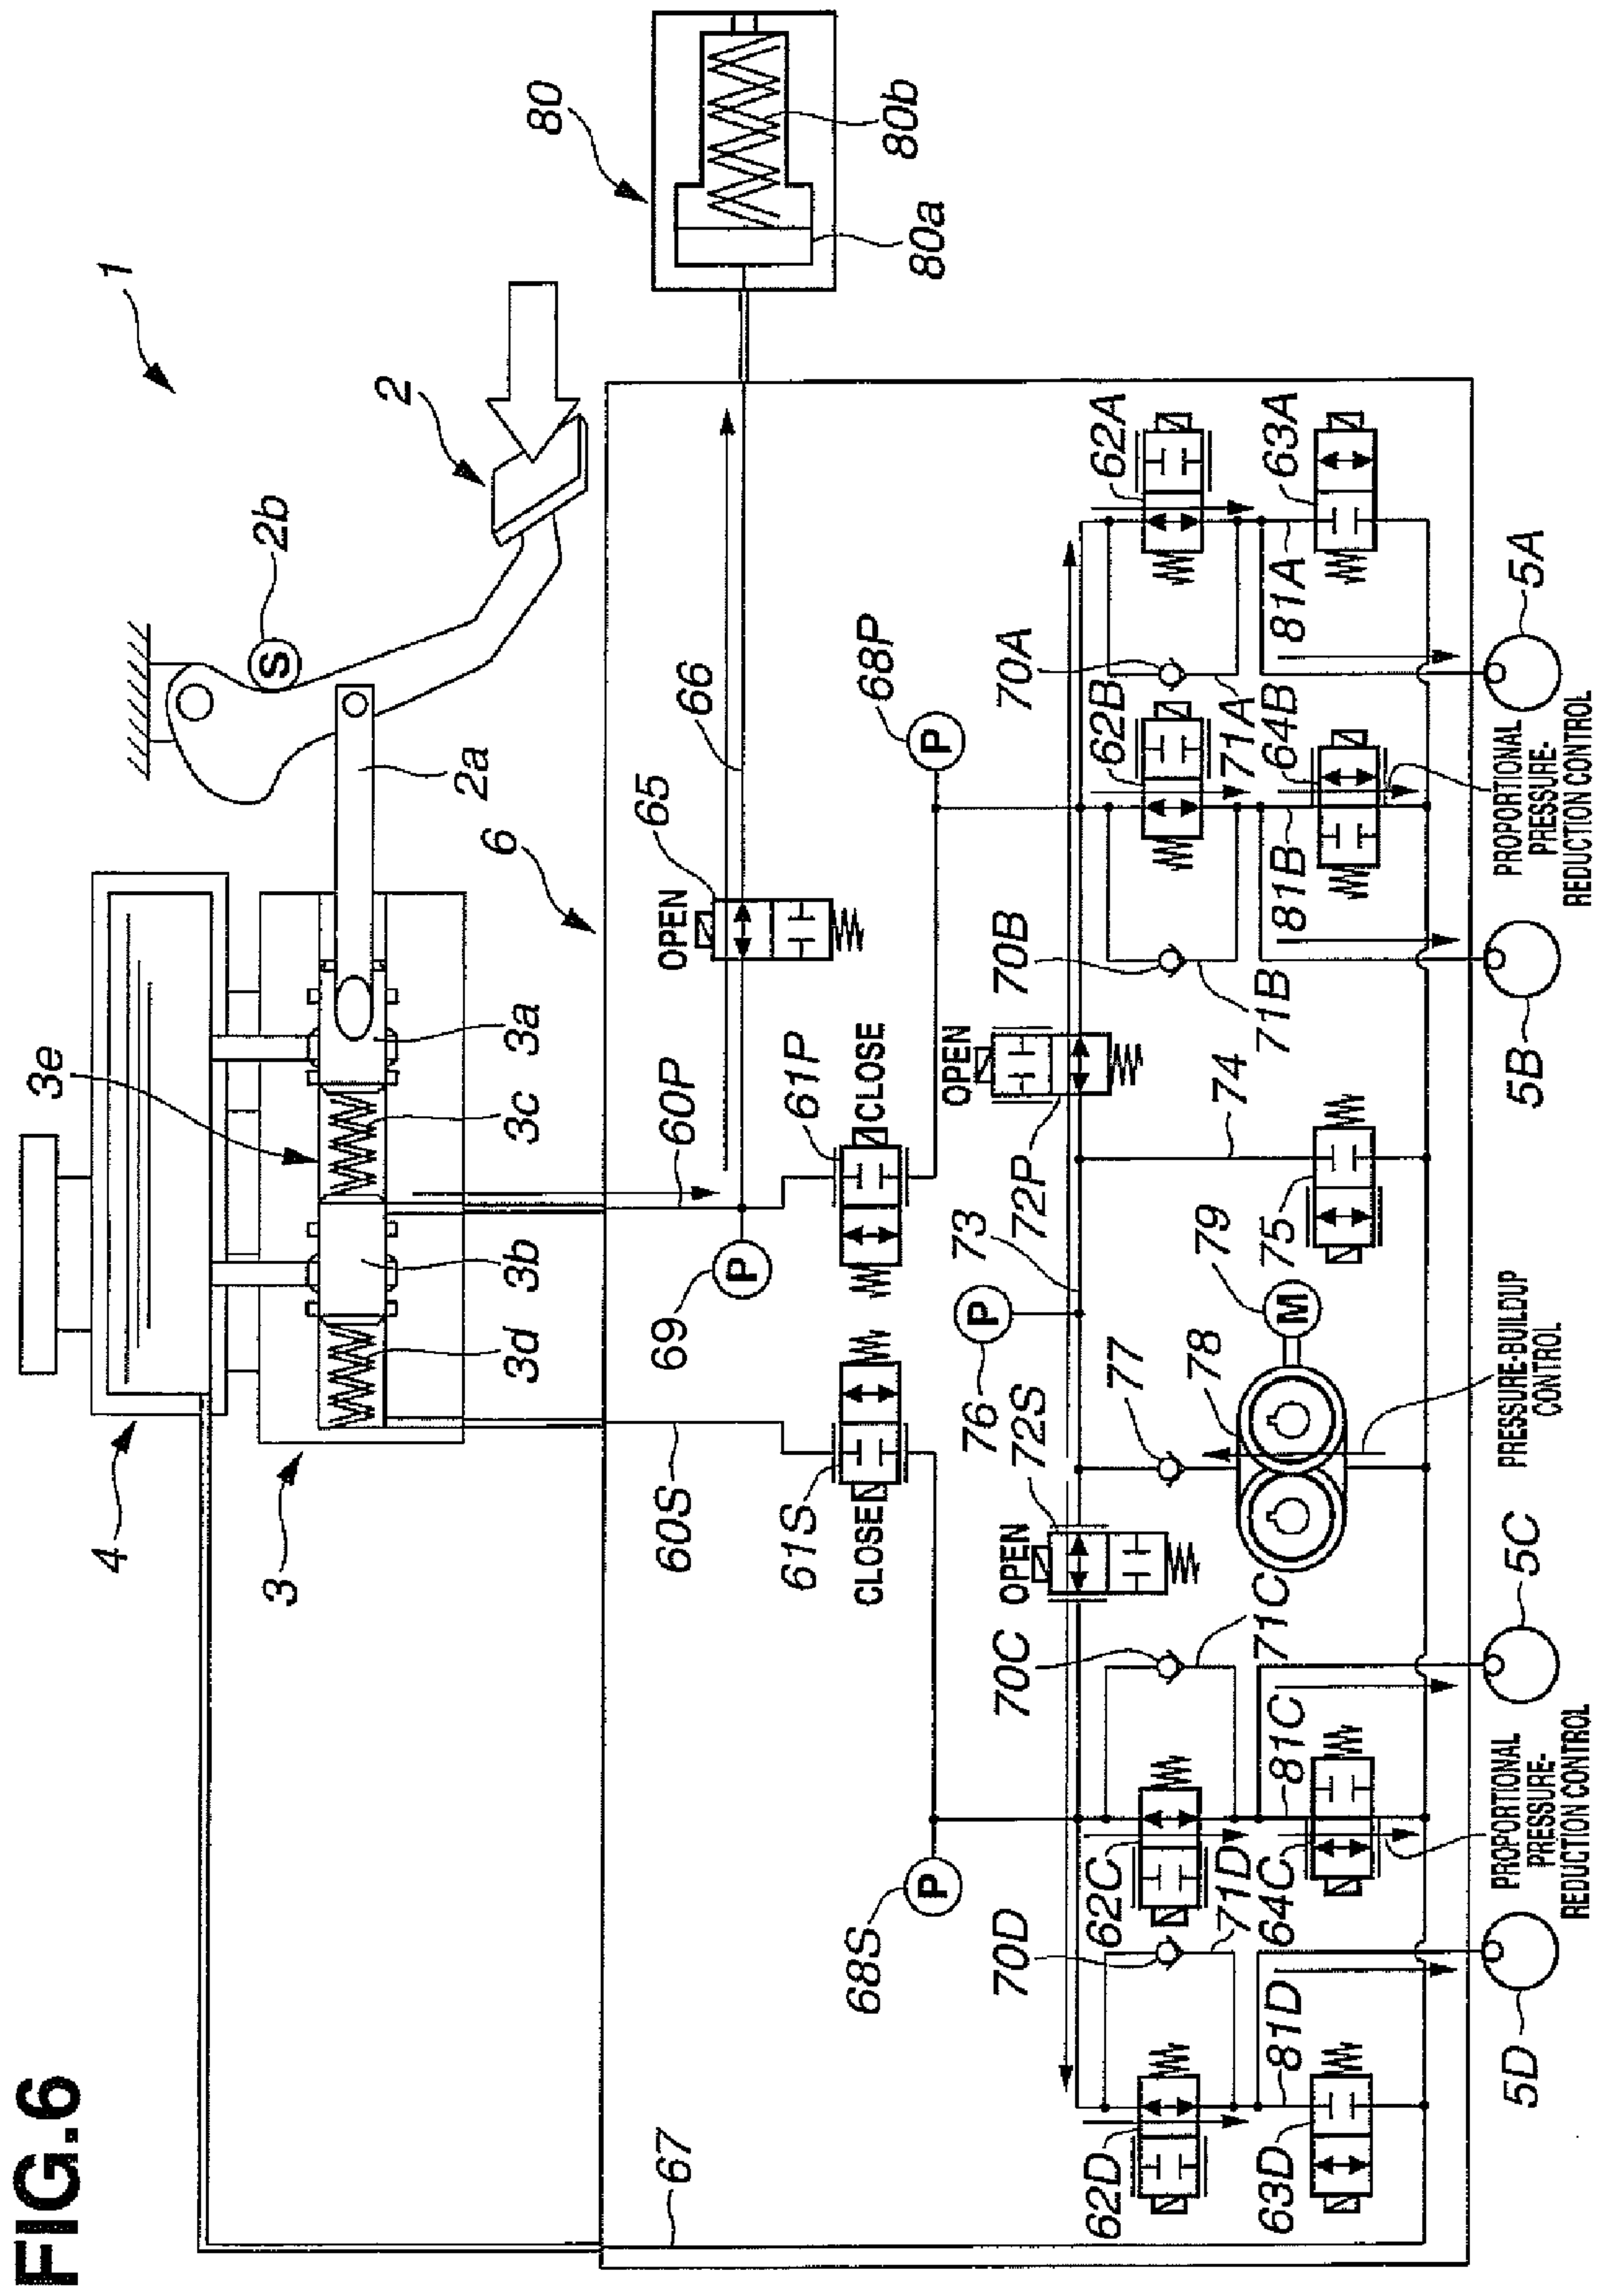 FIG.6
1
2
2b
S
2a
80
80b
80a
4
3
3e
3a
3c
3b
3d
6
65
OPEN
66
60P
P
69
61P
CLOSE
60S
61S
CLOSE
68P
P
68S
P
67
OPEN
72P
73
P
76
OPEN
72S
74
75
77
78
79
M
PRESSURE-BUILDUP
CONTROL
70A
62A
71A
63A
81A
5A
70B
62B
71B
64B
81B
5B
PROPORTIONAL
PRESSURE-
REDUCTION CONTROL
70C
71C
62C
64C
81C
5C
PROPORTIONAL
PRESSURE-
REDUCTION CONTROL
70D
71D
62D
63D
81D
5D